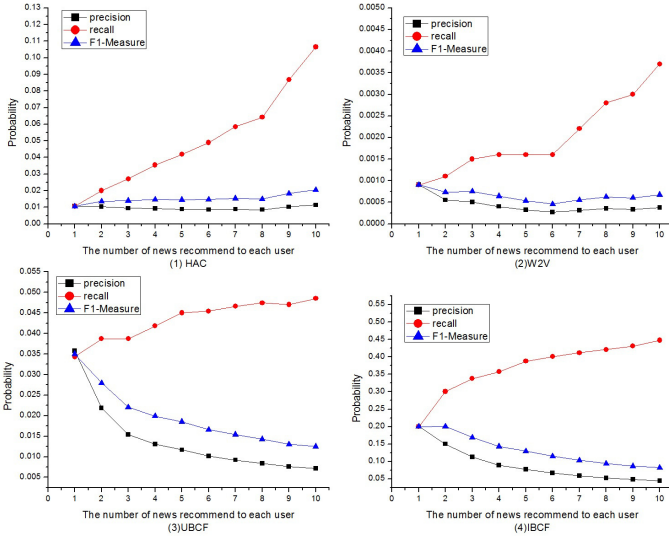 0.13
0.12
0.11
0.10
0.09
0.08
0.07
0.06
0.05
0.04
0.03
0.02
0.01
0.00
Probability
precision
recall
F1-Measure
0 1 2 3 4 5 6 7 8 9 10
The number of news recommend to each user
(1) HAC
0.0050
0.0045
0.0040
0.0035
0.0030
0.0025
0.0020
0.0015
0.0010
0.0005
0.0000
Probability
precision
recall
F1-Measure
0 1 2 3 4 5 6 7 8 9 10
The number of news recommend to each user
(2)W2V
0.055
0.050
0.045
0.040
0.035
0.030
0.025
0.020
0.015
0.010
0.005
Probability
precision
recall
F1-Measure
0 1 2 3 4 5 6 7 8 9 10
The number of news recommend to each user
(3)UBCF
0.55
0.50
0.45
0.40
0.35
0.30
0.25
0.20
0.15
0.10
0.05
Probability
precision
recall
F1-Measure
0 1 2 3 4 5 6 7 8 9 10
The number of news recommend to each user
(4)IBCF